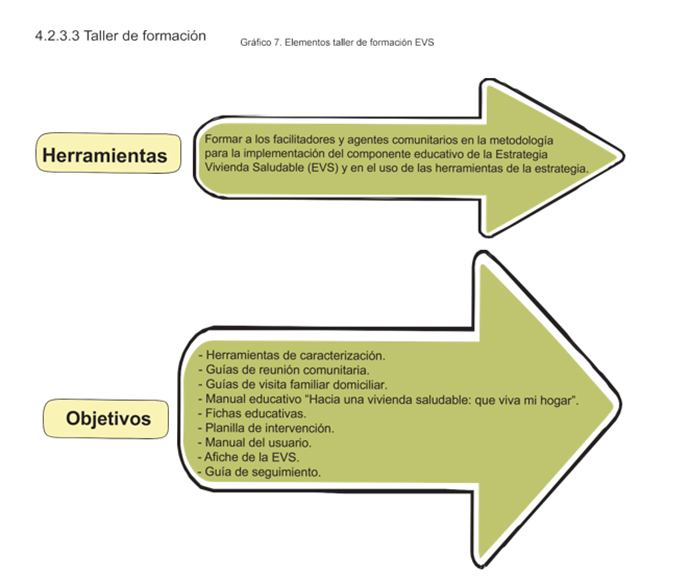 4.2.3.3 Taller de formación
Gráfico 7. Elementos taller de formación EVS
Herramientas
Formar a los facilitadores y agentes comunitarios en la metodología
para la implementación del componente educativo de la Estrategia
Vivienda Saludable (EVS) y en el uso de las herramientas de la estrategia.
Objetivos
- Herramientas de caracterización.
- Guías de reunión comunitaria.
- Guías de visita familiar domiciliar.
- Manual educativo “Hacia una vivienda saludable: que viva mi hogar”.
- Fichas educativas.
- Planilla de intervención.
- Manual del usuario.
- Afiche de la EVS.
- Guía de seguimiento.